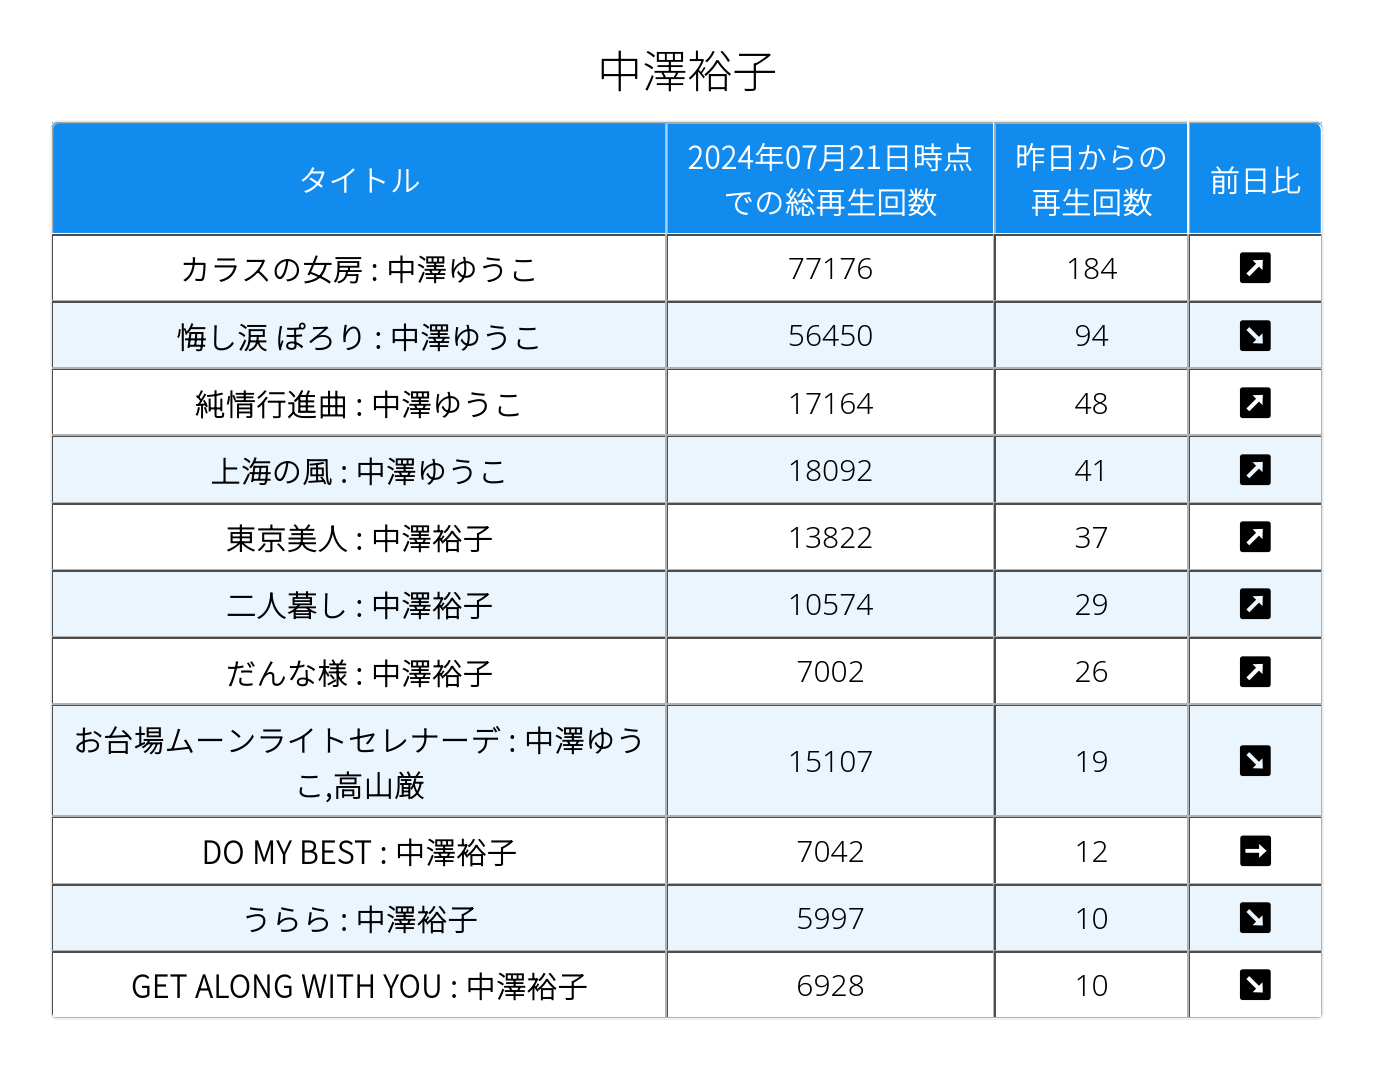 中澤裕子
タイトル
2024年07月21日時点
での総再生回数
昨日からの
再生回数
前日比
カラスの女房 : 中澤ゆうこ 77176 184
悔し涙 ぽろり : 中澤ゆうこ 56450 94
純情行進曲 : 中澤ゆうこ 17164 48
上海の風 : 中澤ゆうこ 18092 41
東京美人 : 中澤裕子 13822 37
二人暮し : 中澤裕子 10574 29
だんな様 : 中澤裕子 7002 26
お台場ムーンライトセレナーデ : 中澤ゆう
こ,高山厳
15107 19
DO MY BEST : 中澤裕子 7042 12
うらら : 中澤裕子 5997 10
GET ALONG WITH YOU : 中澤裕子 6928 10